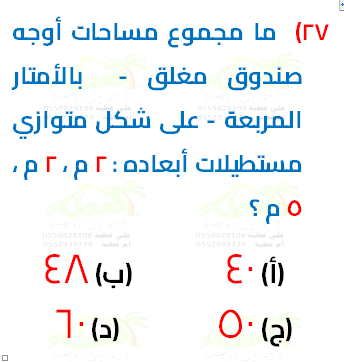 ٢٧) ما مجموع مساحات أوجه
صندوق مغلق - بالأمتار
المربعة - على شكل متوازي
مستطيلات أبعاده : ٢ م ، ٢ م ،
٥ م ؟
(أ) ٤٠ (ب) ٤٨
(ج) ٥٠ (د) ٦٠